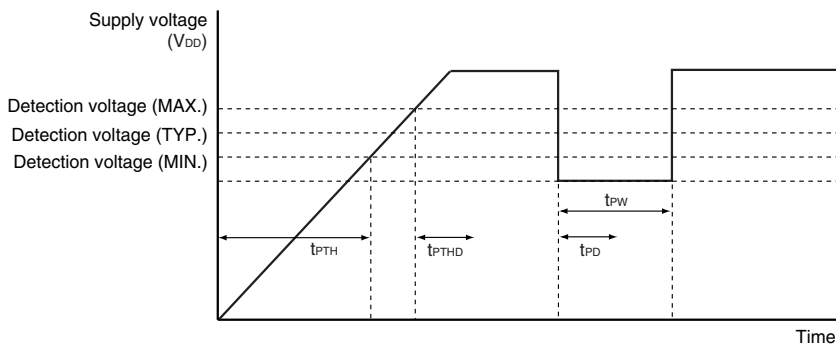 Supply voltage
(VDD)
Detection voltage (MAX.)
Detection voltage (TYP.)
Detection voltage (MIN.)
tPW
tPTH
tPTHD
tPD
Time